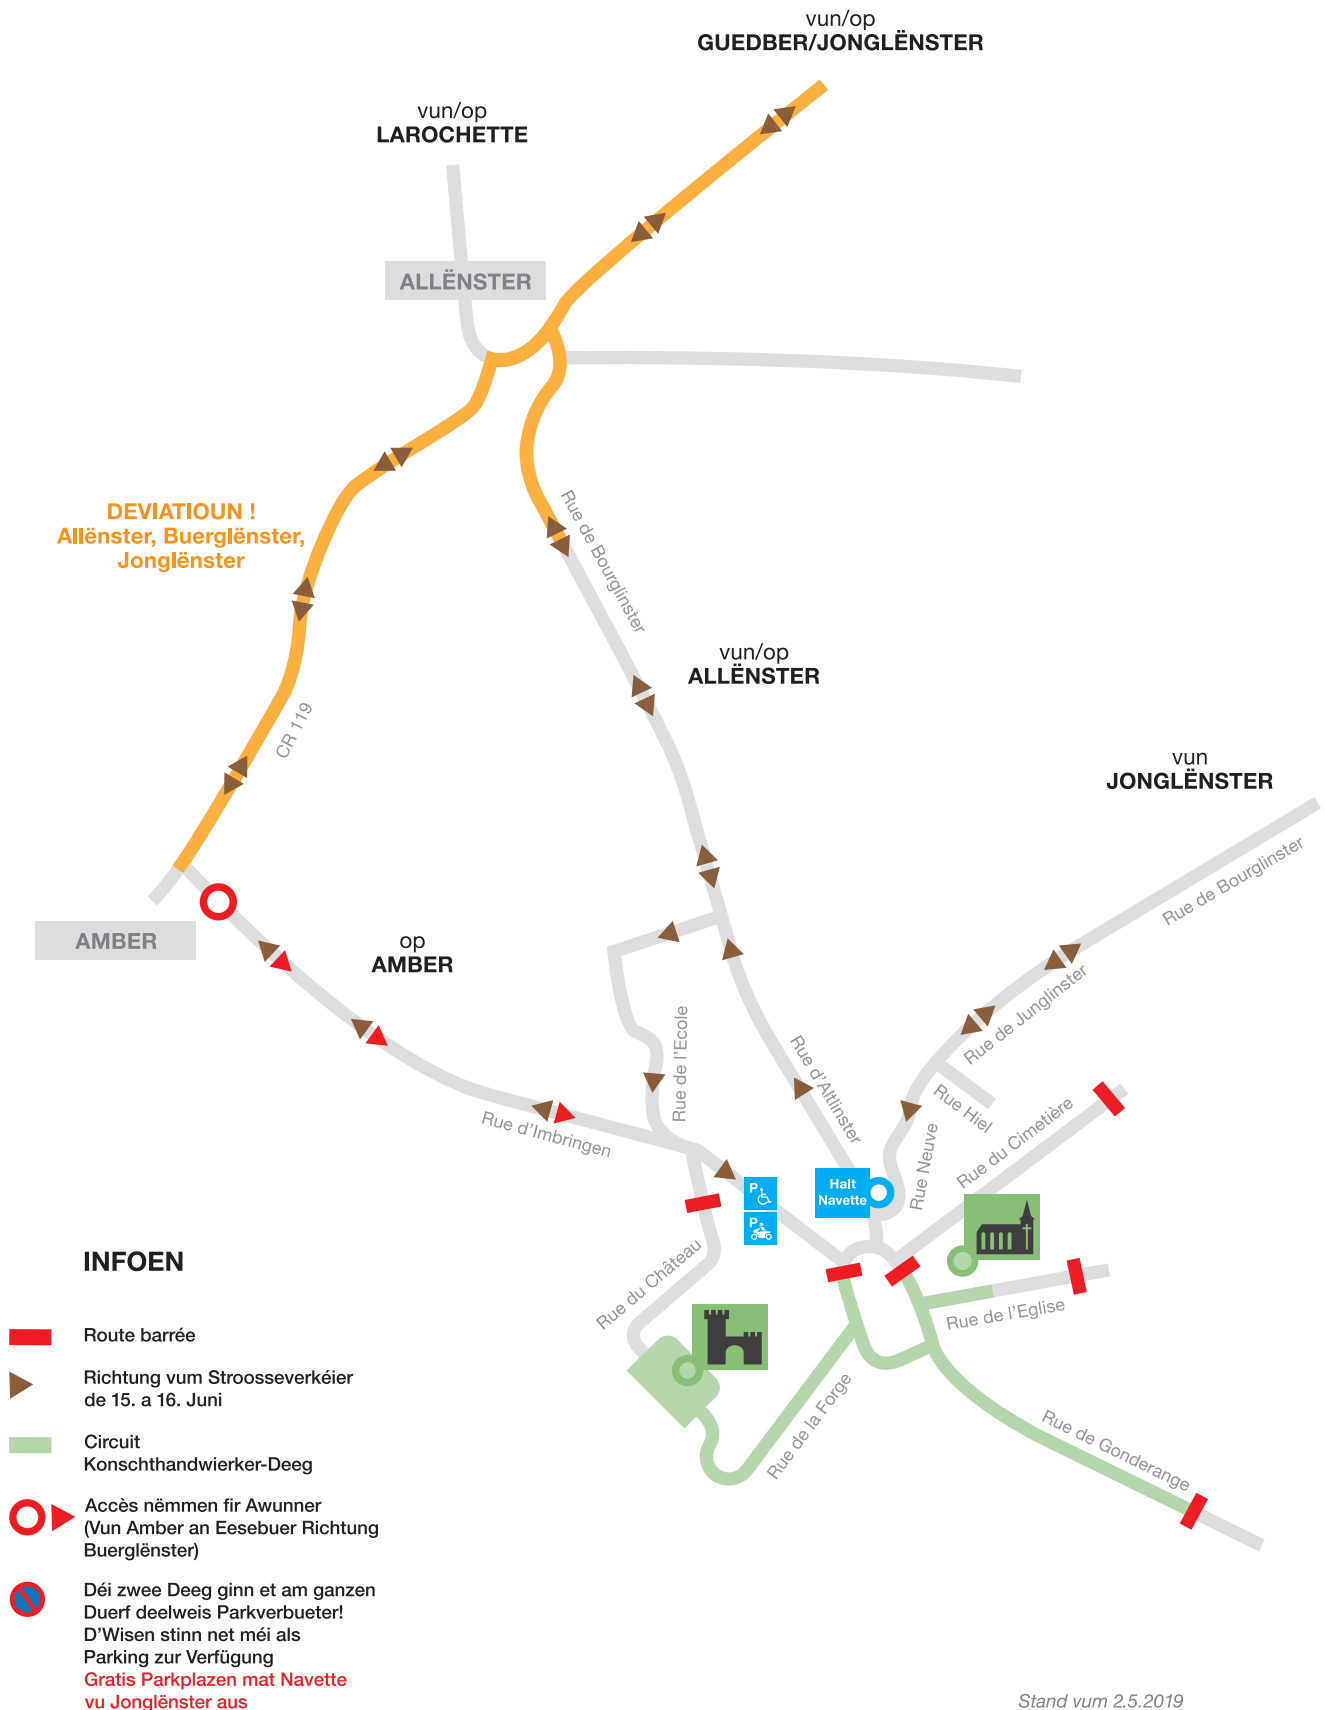 vun/op
GUEDBER/JONGLËNSTER
vun/op
LAROCHETTE
ALLËNSTER
DEVIATIOUN !
Allënster, Buerglënster,
Jonglënster
Rue de Bourglinster
vun/op
ALLËNSTER
CR 119
vun
JONGLËNSTER
Rue de Bourglinster
AMBER
op
AMBER
Rue de Junglinster
Rue de l'Ecole
Rue d'Altlinster
Rue Hiel
Rue d'Imbringen
Rue du Cimetière
Rue Neuve
P
P
Halt
Navette
Rue du Château
Rue de l'Eglise
Rue de la Forge
Rue de Gonderange
INFOEN
Route barrée
Richtung vum Stroosseverkéier
de 15. a 16. Juni
Circuit
Konschthandwierker-Deeg
Accès nëmmen fir Awunner
(Vun Amber an Eesebuer Richtung
Buerglënster)
Déi zwee Deeg ginn et am ganzen
Duerf deelweis Parkverbueter!
D'Wisen stinn net méi als
Parking zur Verfügung
Gratis Parkplazen mat Navette
vu Jonglënster aus
Stand vum 2.5.2019